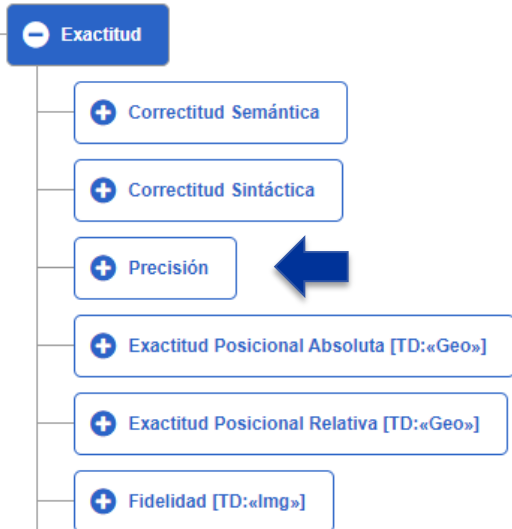 Exactitud
Correctitud Semántica
Correctitud Sintáctica
Precisión
Exactitud Posicional Absoluta [TD:«Geo»]
Exactitud Posicional Relativa [TD:«Geo»]
Fidelidad [TD:«Img»]